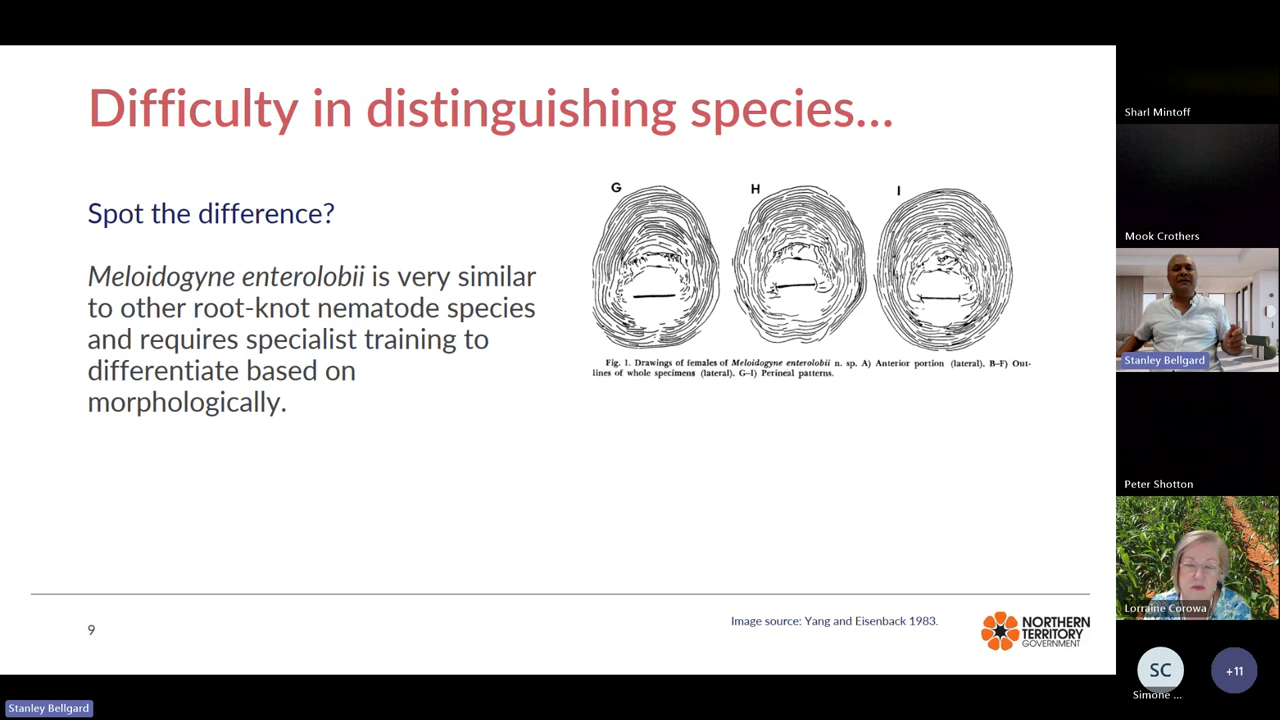 Difficulty in distinguishing species...
Spot the difference?
Meloidogyne enterolobii is very similar
to other root-knot nematode species
and requires specialist training to
differentiate based on
morphologically.
G
H
I
Fig. 1. Drawings of females of Meloidogyne enterolobii n. sp. A) Anterior portion (lateral). B–F) Out-
lines of whole specimens (lateral). G–I) Perineal patterns.
9
Image source: Yang and Eisenback 1983.
NORTHERN
TERRITORY
GOVERNMENT
Sharl Mintoff
Mook Crothers
Stanley Bellgard
Peter Shotton
Lorraine Corowa
SC
Simone ...
+11
Stanley Bellgard